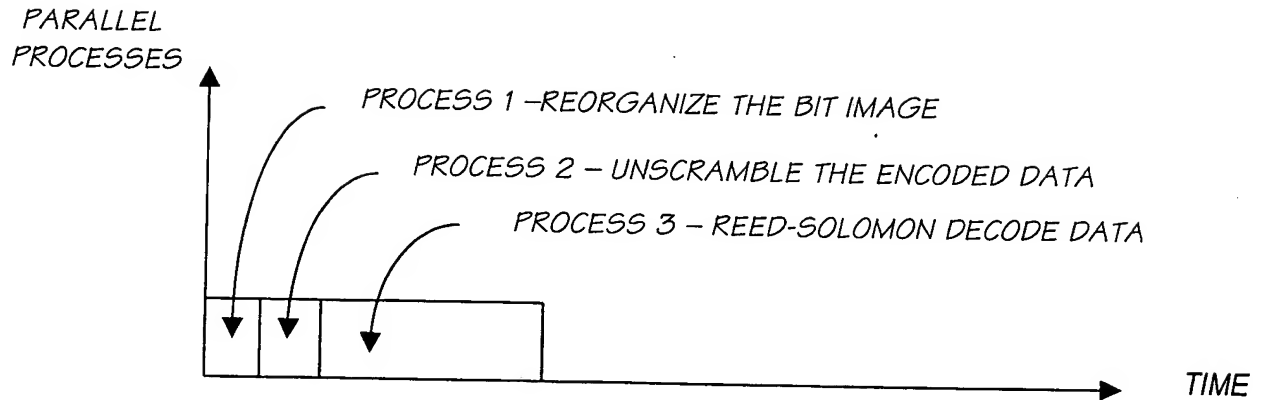 PARALLEL
PROCESSES
PROCESS 1 –REORGANIZE THE BIT IMAGE
PROCESS 2 – UNSCRAMBLE THE ENCODED DATA
PROCESS 3 – REED-SOLOMON DECODE DATA
TIME